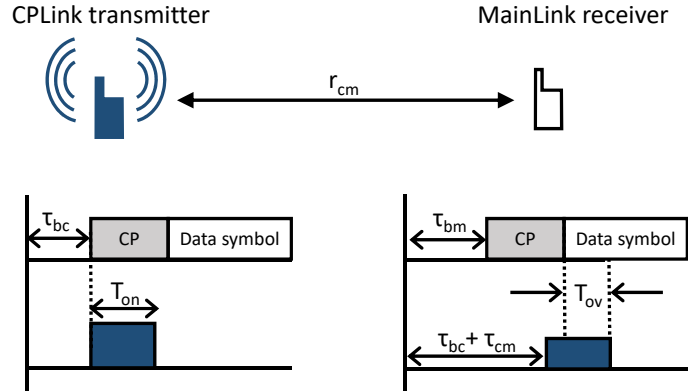 CPLink transmitter
MainLink receiver
r_cm
τ_bc
CP
Data symbol
T_on
τ_bm
CP
Data symbol
T_ov
τ_bc + τ_cm